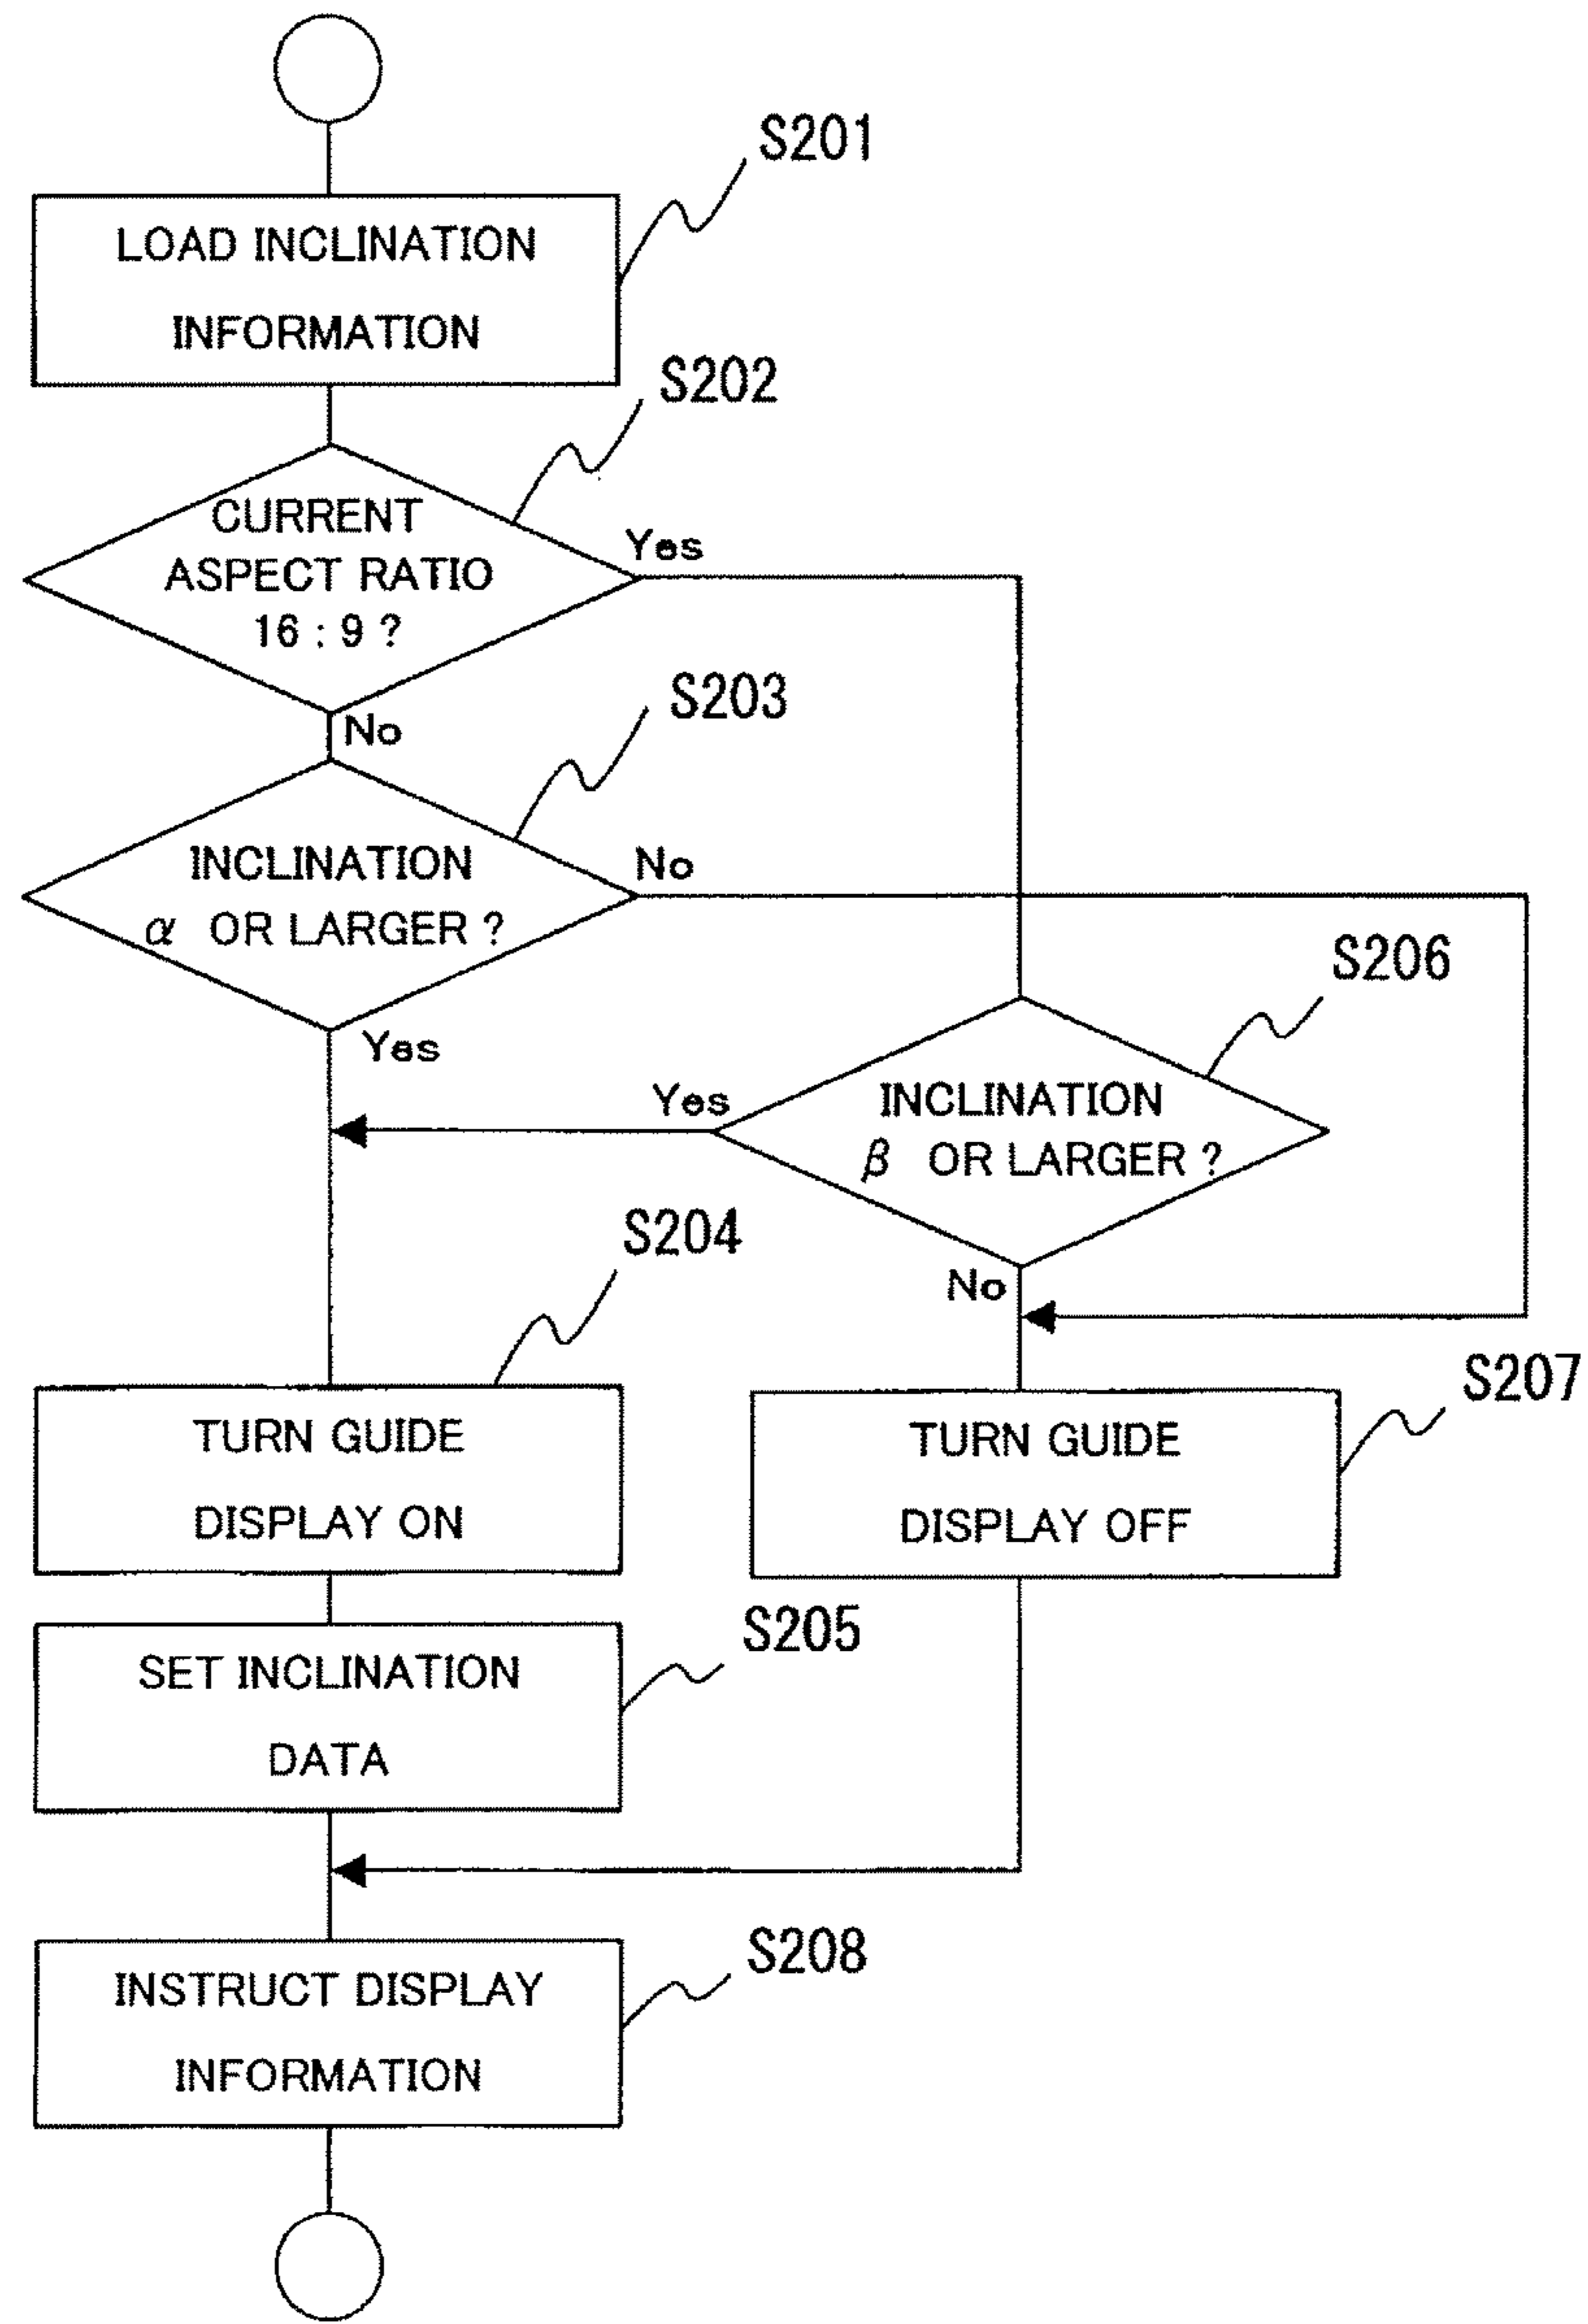 S201
LOAD INCLINATION
INFORMATION
S202
CURRENT
ASPECT RATIO
16 : 9 ?
Yes
No
S203
INCLINATION
α OR LARGER ?
No
Yes
S206
INCLINATION
β OR LARGER ?
Yes
No
S204
TURN GUIDE
DISPLAY ON
S207
TURN GUIDE
DISPLAY OFF
S205
SET INCLINATION
DATA
S208
INSTRUCT DISPLAY
INFORMATION